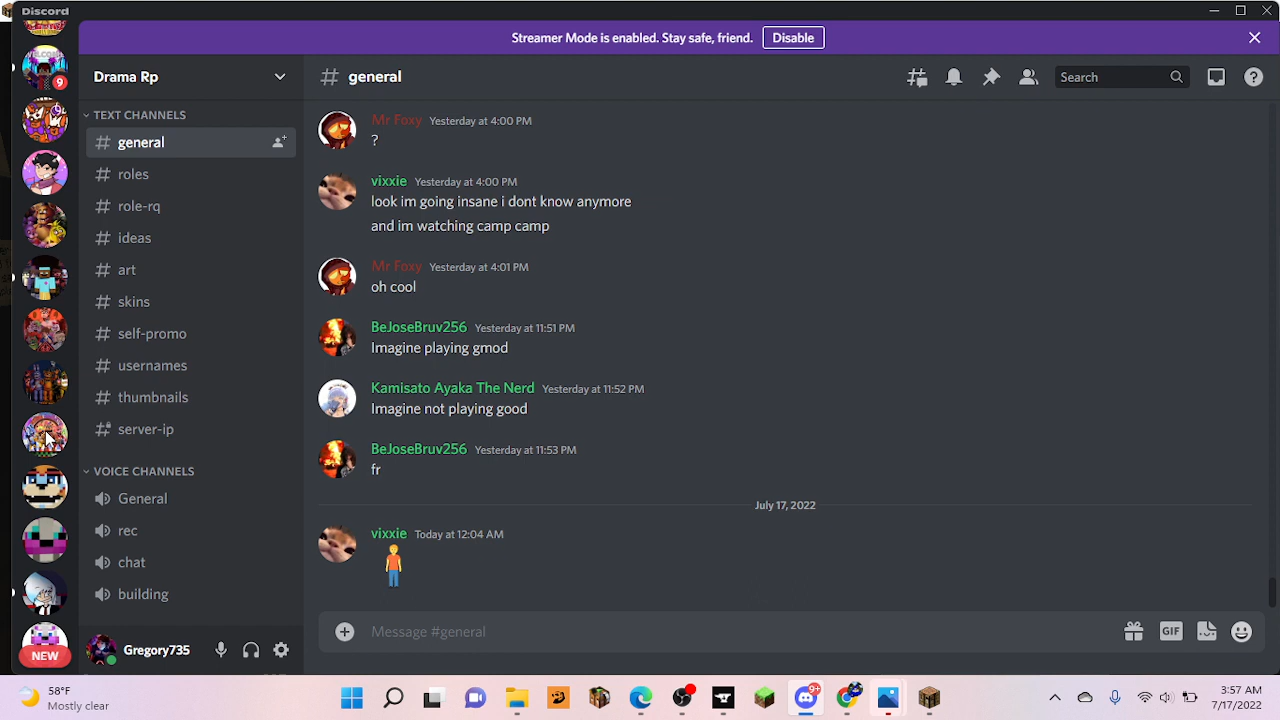 Discord
Streamer Mode is enabled. Stay safe, friend. Disable
Drama Rp
# general
Search
TEXT CHANNELS
general
roles
role-rq
ideas
art
skins
self-promo
usernames
thumbnails
server-ip
VOICE CHANNELS
General
rec
chat
building
Gregory735
9
NEW
Mr Foxy Yesterday at 4:00 PM
?
vixxie Yesterday at 4:00 PM
look im going insane i dont know anymore
and im watching camp camp
Mr Foxy Yesterday at 4:01 PM
oh cool
BeJoseBruv256 Yesterday at 11:51 PM
Imagine playing gmod
Kamisato Ayaka The Nerd Yesterday at 11:52 PM
Imagine not playing good
BeJoseBruv256 Yesterday at 11:53 PM
fr
July 17, 2022
vixxie Today at 12:04 AM
Message #general
GIF
58°F
Mostly clear
9+
3:57 AM
7/17/2022